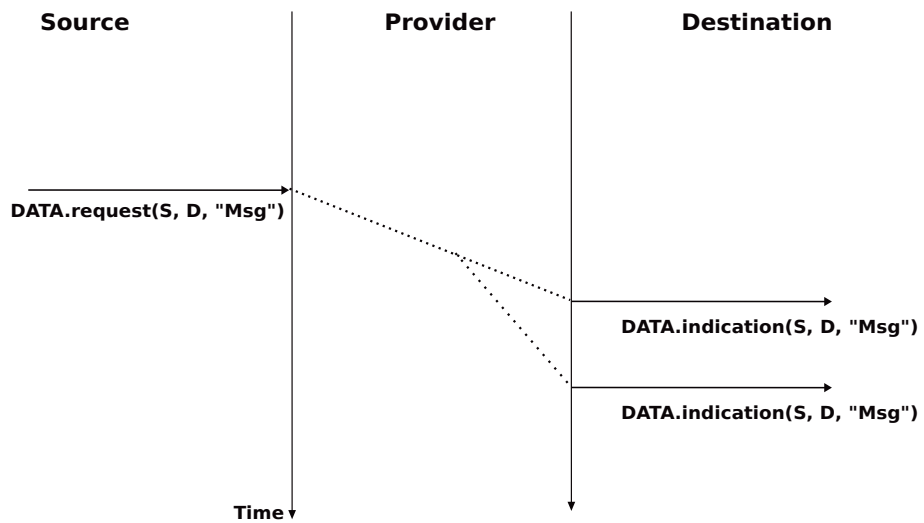 Source
Provider
Destination
DATA.request(S, D, "Msg")
DATA.indication(S, D, "Msg")
DATA.indication(S, D, "Msg")
Time